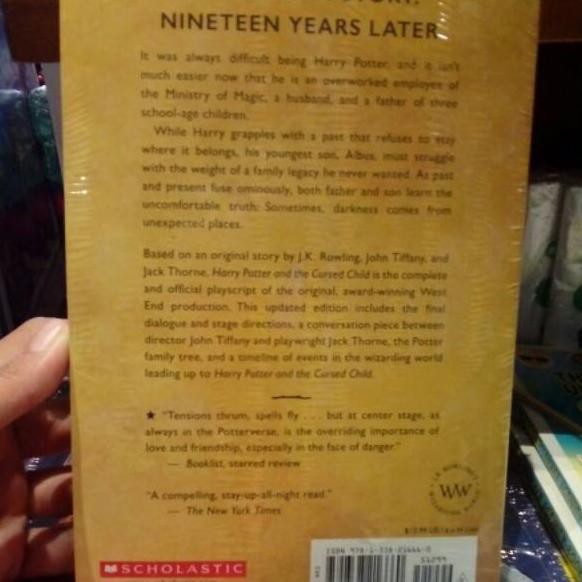 NINETEEN YEARS LATER
It was always difficult being Harry Potter, and it isn't
much easier now that he is an overworked employee of
the Ministry of Magic, a husband, and a father of three
school-age children.
While Harry grapples with a past that refuses to stay
where it belongs, his youngest son, Albus, must struggle
with the weight of a family legacy he never wanted. As past
and present fuse ominously, both father and son learn the
uncomfortable truth: Sometimes, darkness comes from
unexpected places.
Based on an original story by J.K. Rowling, John Tiffany, and
Jack Thorne, Harry Potter and the Cursed Child is the complete
and official playscript of the original, award-winning West
End production. This updated edition includes the final
dialogue and stage directions, a conversation piece between
director John Tiffany and playwright Jack Thorne, the Potter
family tree, and a timeline of events in the wizarding world
leading up to Harry Potter and the Cursed Child.
★ "Tensions thrum, spells fly . . . but at center stage, as
always in the Potterverse, is the overriding importance of
love and friendship, especially in the face of danger."
— Booklist, starred review
"A compelling, stay-up-all-night read."
— The New York Times
WW
ISBN 978-1-338-21666-0
51299
SCHOLASTIC